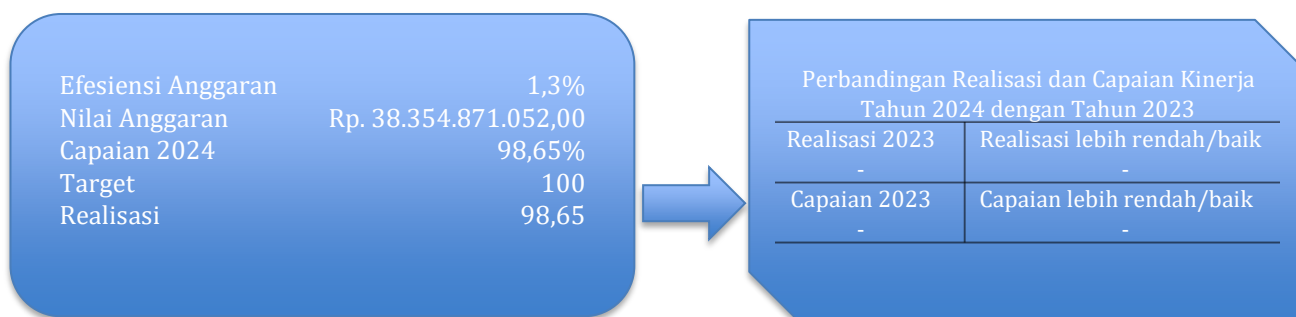 Efesiensi Anggaran 1,3%
Nilai Anggaran Rp. 38.354.871.052,00
Capaian 2024 98,65%
Target 100
Realisasi 98,65
Perbandingan Realisasi dan Capaian Kinerja
Tahun 2024 dengan Tahun 2023
Realisasi 2023 Realisasi lebih rendah/baik
- -
Capaian 2023 Capaian lebih rendah/baik
- -